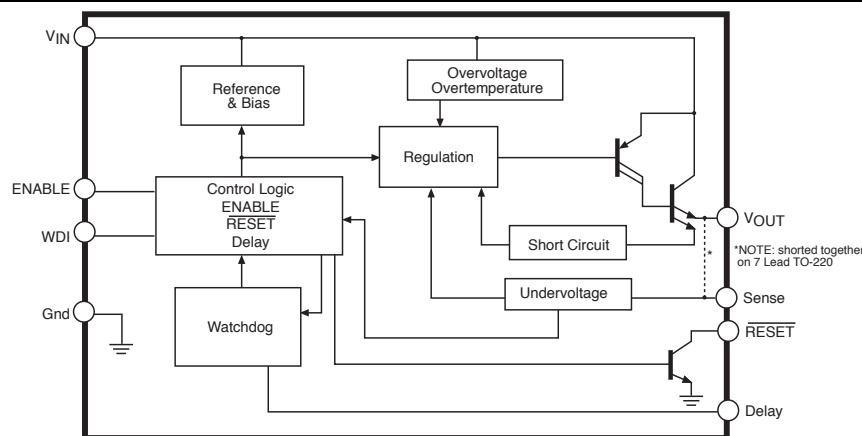 VIN
Overvoltage
Overtemperature
Reference
& Bias
Regulation
ENABLE
Control Logic
ENABLE
RESET
Delay
WDI
VOUT
*
*NOTE: shorted together
on 7 Lead TO-220
Short Circuit
Undervoltage
Sense
Gnd
Watchdog
RESET
Delay